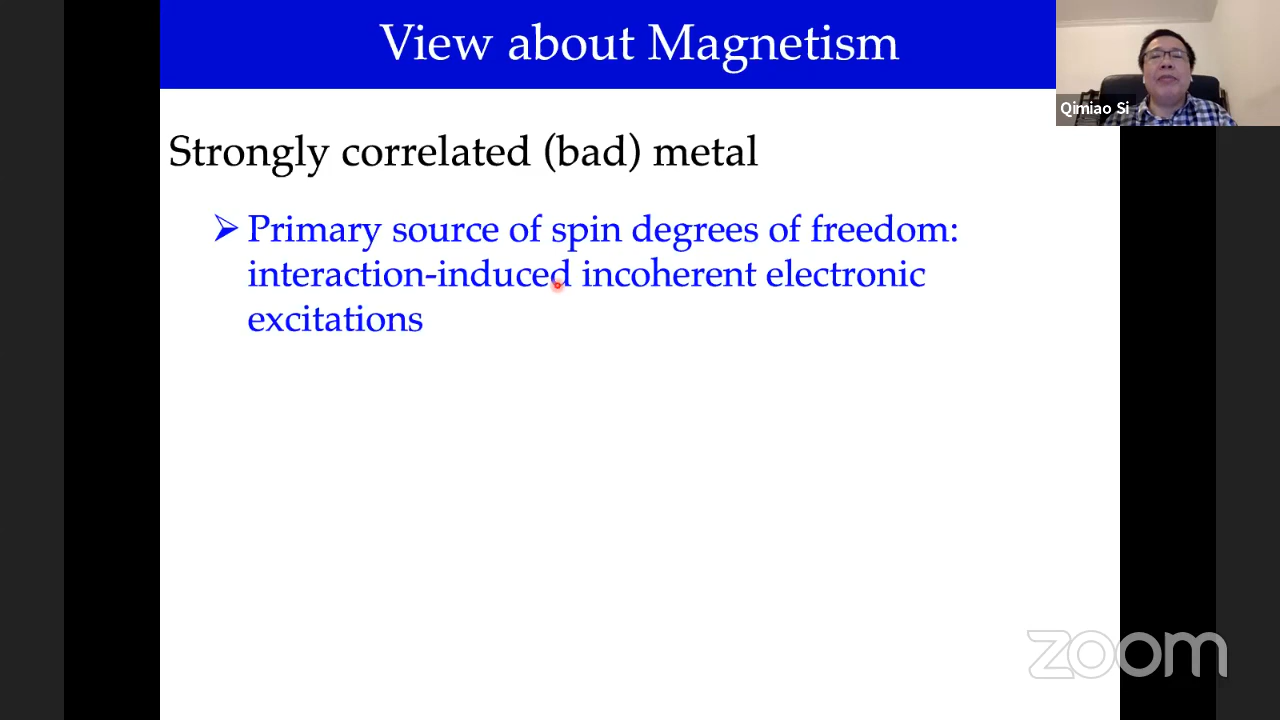 View about Magnetism
Qimiao Si
Strongly correlated (bad) metal
➢ Primary source of spin degrees of freedom:
interaction-induced incoherent electronic
excitations
zoom